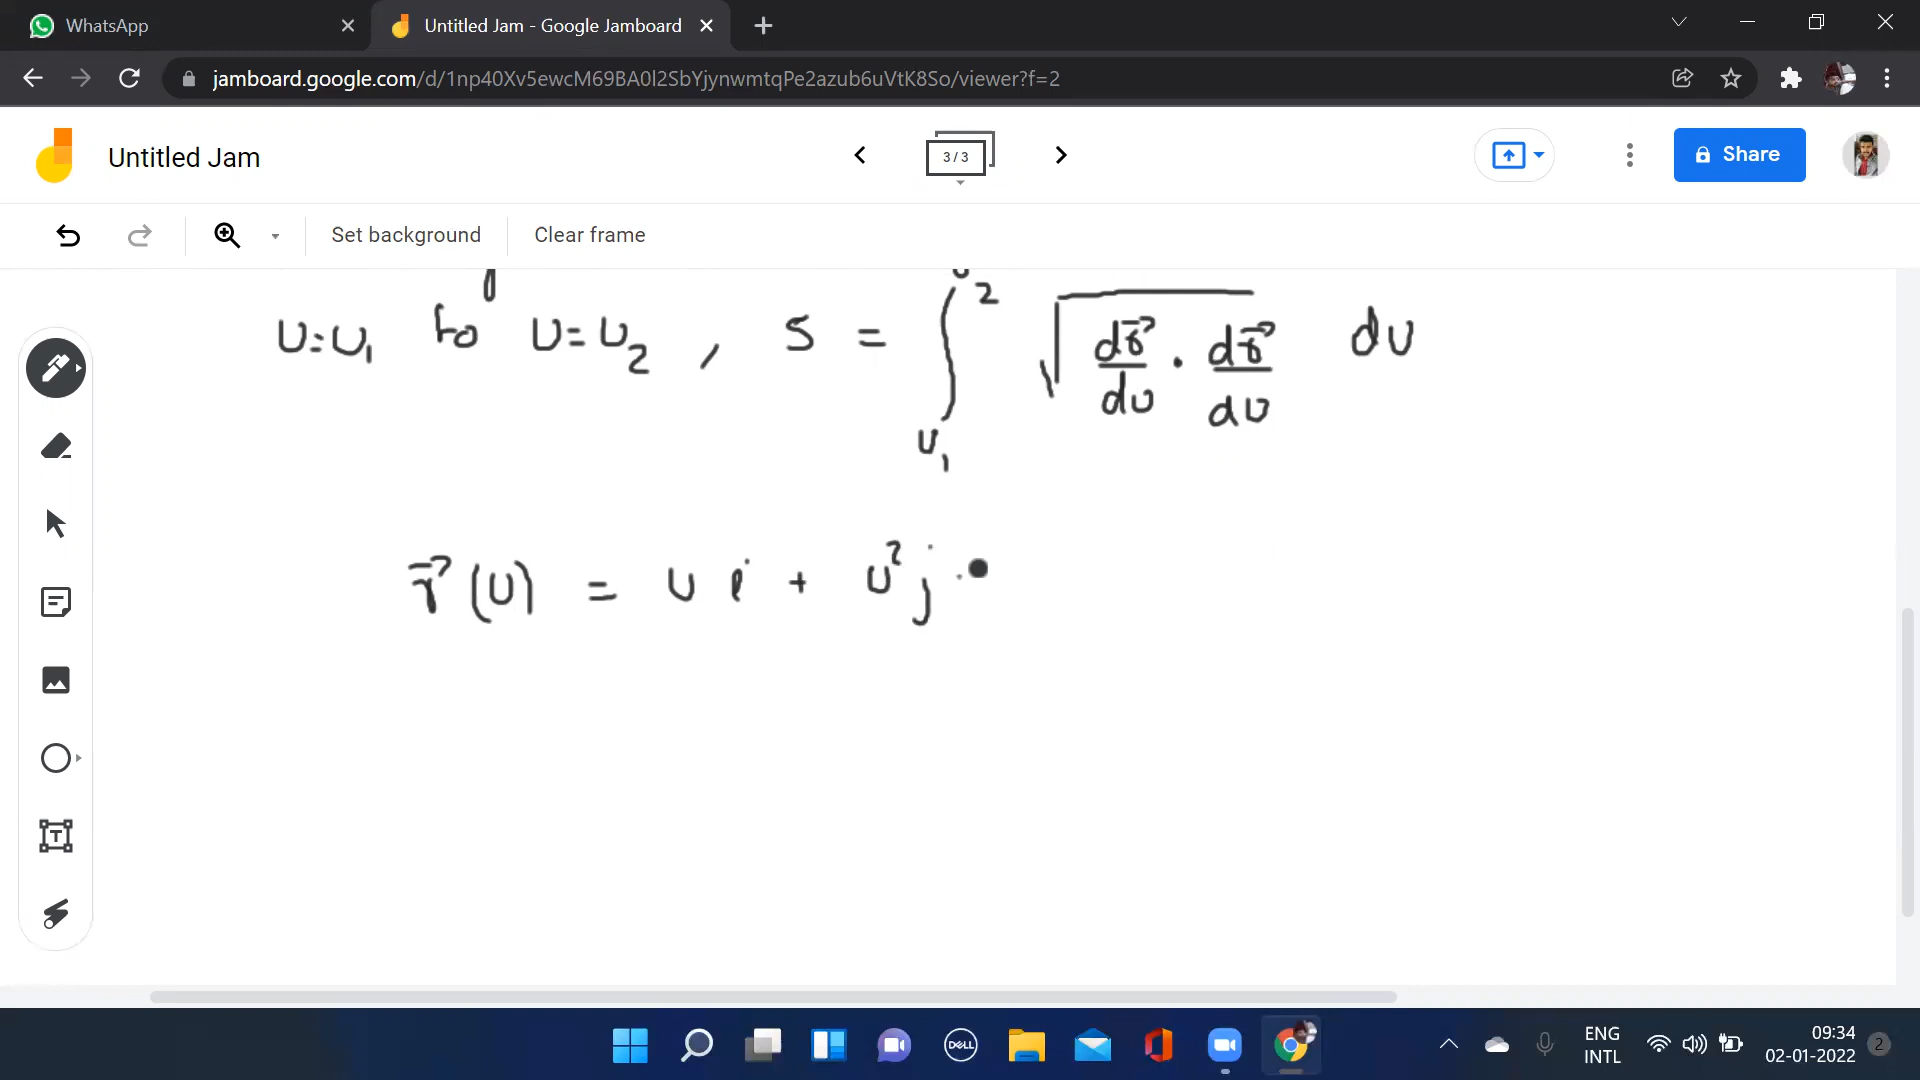 WhatsApp
Untitled Jam - Google Jamboard
jamboard.google.com/d/1np40Xv5ewcM69BA0l2SbYjynwmtqPe2azub6uVtK8So/viewer?f=2
Untitled Jam
3 / 3
Share
Set background
Clear frame
u=u₁ to u=u₂ , s = ∫_{u₁}^{u₂} √(dr⃗/du · dr⃗/du) du
r⃗(u) = u i + u² j
T
DELL
ENG
INTL
09:34
02-01-2022
2